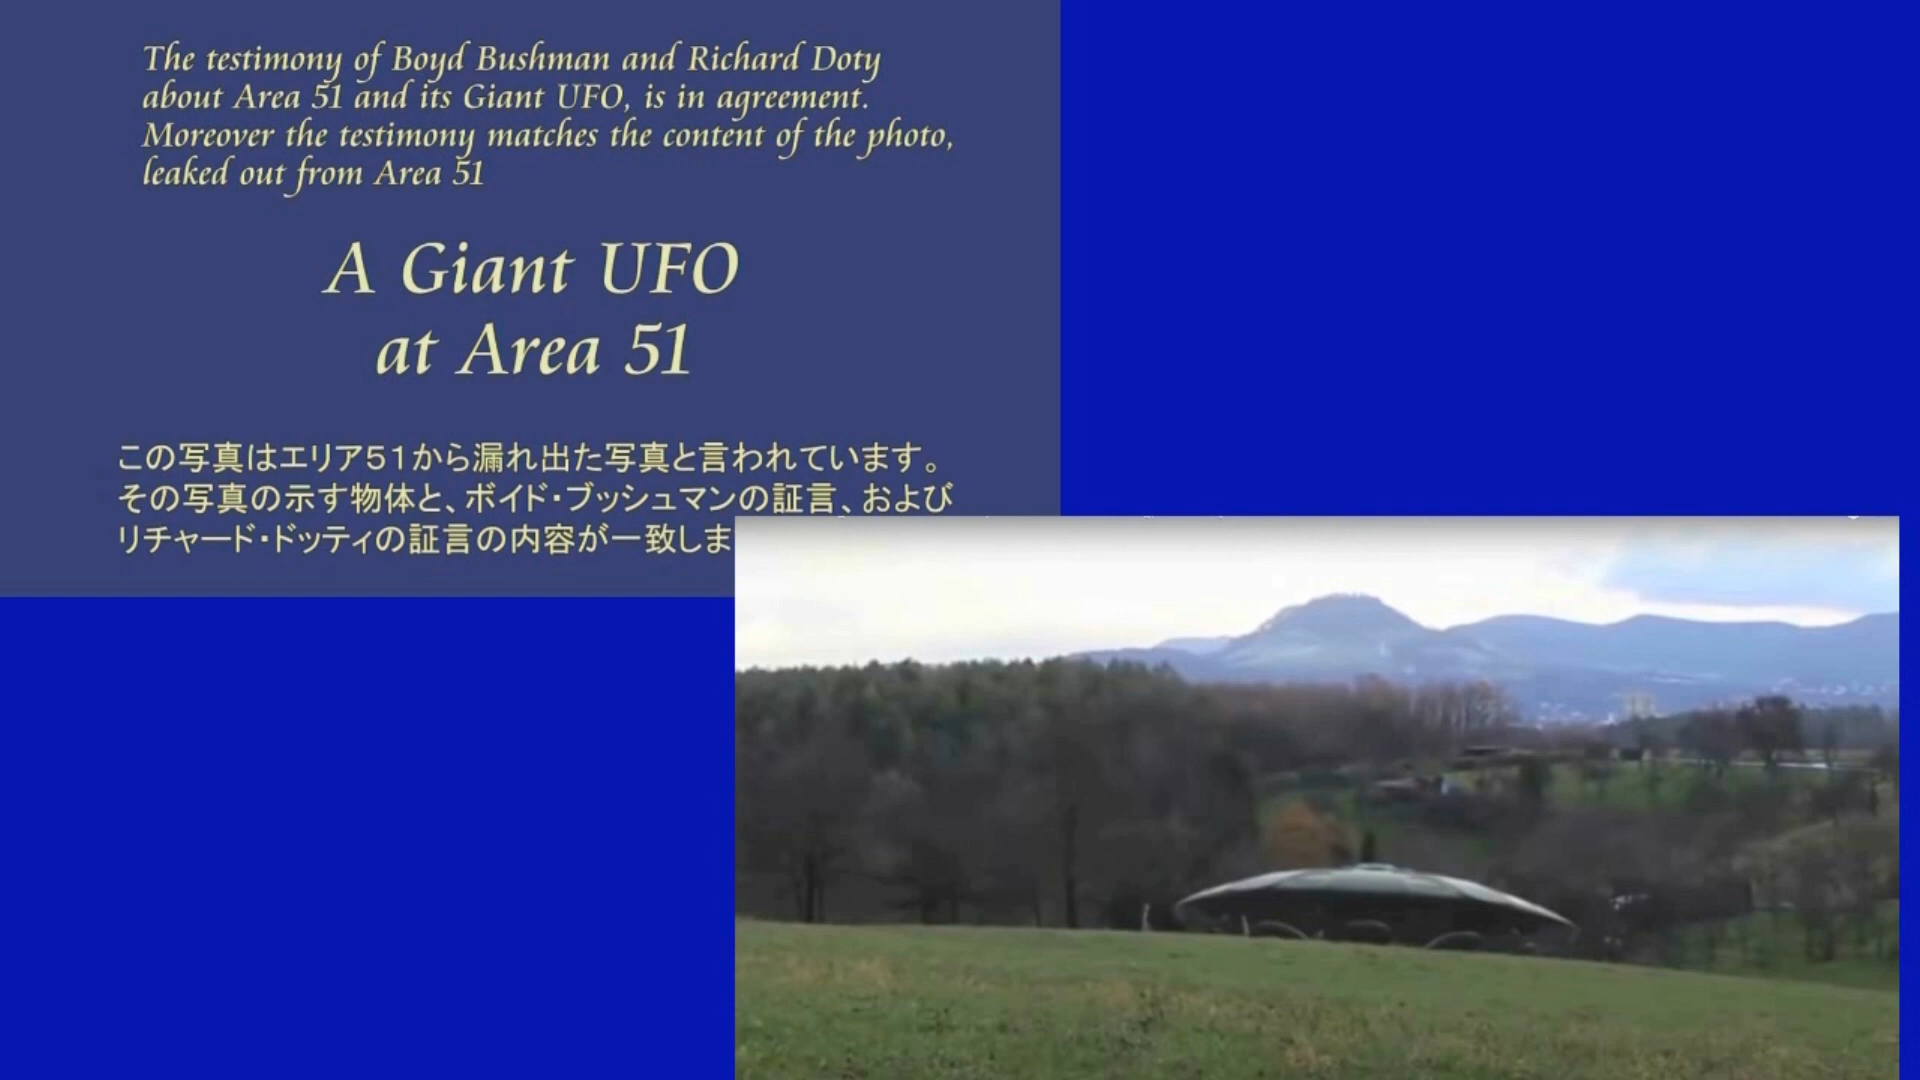 The testimony of Boyd Bushman and Richard Doty
about Area 51 and its Giant UFO, is in agreement.
Moreover the testimony matches the content of the photo,
leaked out from Area 51
A Giant UFO
at Area 51
この写真はエリア51から漏れ出た写真と言われています。
その写真の示す物体と、ボイド・ブッシュマンの証言、および
リチャード・ドッティの証言の内容が一致しま